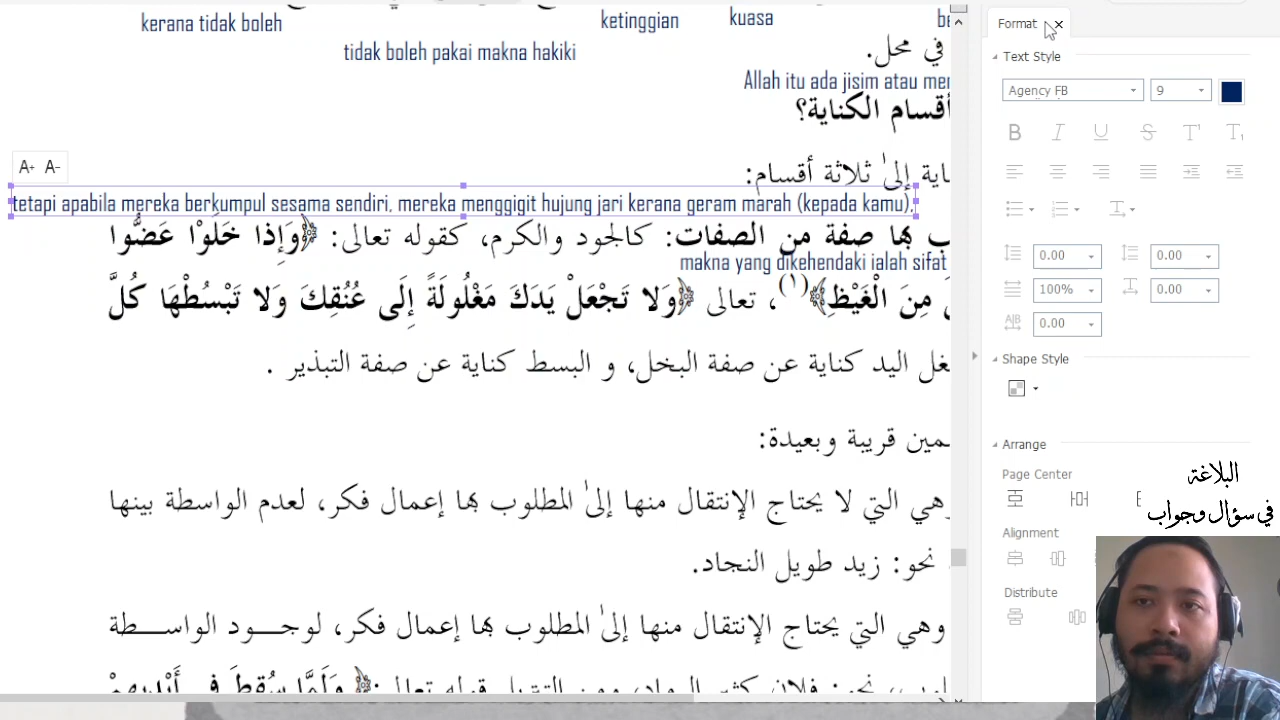 kerana tidak boleh
ketinggian
kuasa
tidak boleh pakai makna hakiki
في محل.
Allah itu ada jisim atau
أقسام الكناية؟
إلىٰ ثلاثة أقسام:
A+ A-
tetapi apabila mereka berkumpul sesama sendiri, mereka menggigit hujung jari kerana geram marah (kepada kamu).
بها صفة من الصفات: كالجود والكرم، كقوله تعالى: ﴿وَإِذا خَلَوْا عَضُّوا
makna yang dikehendaki ialah sifat
مِنَ الْغَيْظِ﴾(١)، تعالى ﴿وَلا تَجْعَلْ يَدَكَ مَغْلُولَةً إِلَى عُنُقِكَ وَلا تَبْسُطْهَا كُلَّ
اليد كناية عن صفة البخل، و البسط كناية عن صفة التبذير .
قريبة وبعيدة:
وهي التي لا يحتاج الإنتقال منها إلىٰ المطلوب بها إعمال فكر، لعدم الواسطة بينها
نحو: زيد طويل النجاد.
وهي التي يحتاج الإنتقال منها إلىٰ المطلوب بها إعمال فكر، لوجود الواسطة
Format
Text Style
Agency FB
9
B I U S T T
0.00
0.00
100%
0.00
0.00
Shape Style
Arrange
Page Center
Alignment
Distribute
البلاغة
في سؤال وجواب